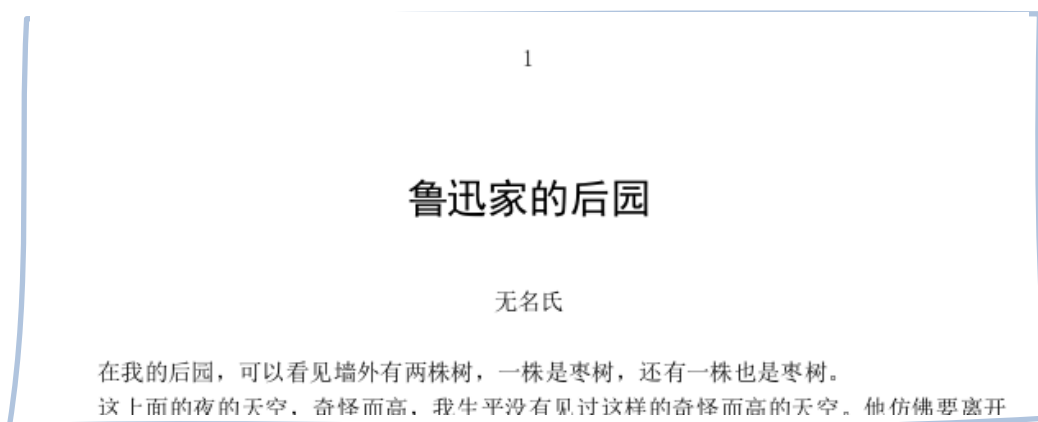 1
鲁迅家的后园
无名氏
在我的后园，可以看见墙外有两株树，一株是枣树，还有一株也是枣树。
这上面的夜的天空，奇怪而高，我生平没有见过这样的奇怪而高的天空。他仿佛要离开